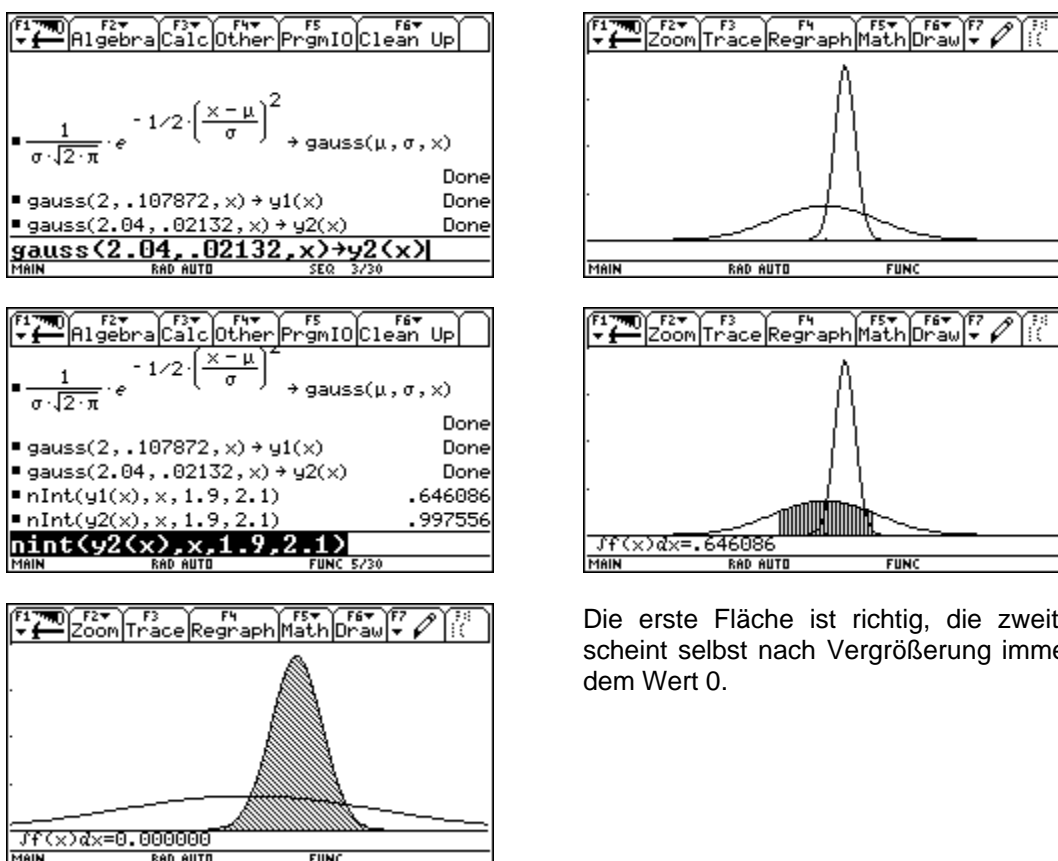 F1 F2 Algebra F3 Calc F4 Other F5 PrgmIO F6 Clean Up
1/(σ·√(2·π)) · e^(-1/2·((x-μ)/σ)^2) → gauss(μ, σ, x)
Done
gauss(2, .107872, x) → y1(x) Done
gauss(2.04, .02132, x) → y2(x) Done
gauss(2.04,.02132,x)→y2(x)
MAIN RAD AUTO SEQ 3/30
F1 F2 Zoom F3 Trace F4 Regraph F5 Math F6 Draw F7
MAIN RAD AUTO FUNC
F1 F2 Algebra F3 Calc F4 Other F5 PrgmIO F6 Clean Up
1/(σ·√(2·π)) · e^(-1/2·((x-μ)/σ)^2) → gauss(μ, σ, x)
Done
gauss(2, .107872, x) → y1(x) Done
gauss(2.04, .02132, x) → y2(x) Done
nInt(y1(x), x, 1.9, 2.1) .646086
nInt(y2(x), x, 1.9, 2.1) .997556
nint(y2(x),x,1.9,2.1)
MAIN RAD AUTO FUNC 5/30
F1 F2 Zoom F3 Trace F4 Regraph F5 Math F6 Draw F7
∫f(x)dx=.646086
MAIN RAD AUTO FUNC
F1 F2 Zoom F3 Trace F4 Regraph F5 Math F6 Draw F7
∫f(x)dx=0.000000
MAIN RAD AUTO FUNC
Die erste Fläche ist richtig, die zweit
scheint selbst nach Vergrößerung imme
dem Wert 0.